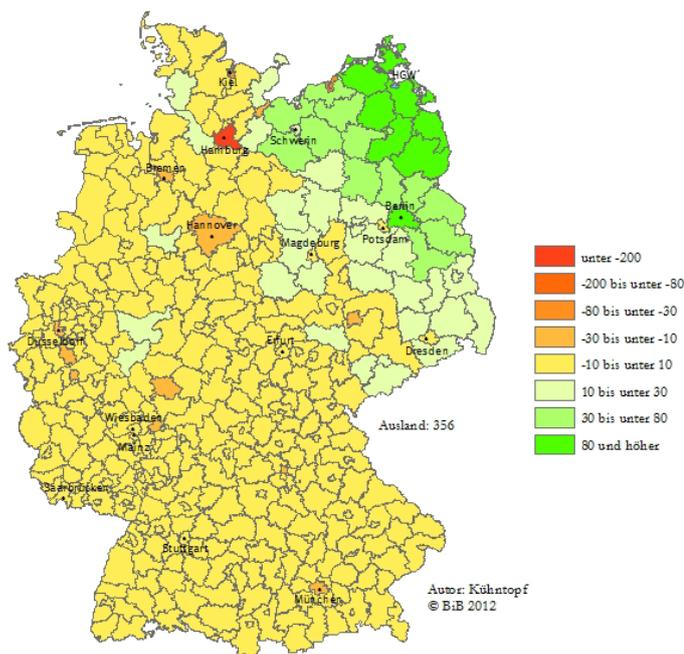 Kiel
HGW
Schwerin
Hamburg
Bremen
Berlin
Hannover
Potsdam
Magdeburg
unter -200
-200 bis unter -80
-80 bis unter -30
-30 bis unter -10
-10 bis unter 10
10 bis unter 30
30 bis unter 80
80 und höher
Düsseldorf
Erfurt
Dresden
Wiesbaden
Mainz
Ausland: 356
Saarbrücken
Stuttgart
München
Autor: Kühntopf
© BiB 2012